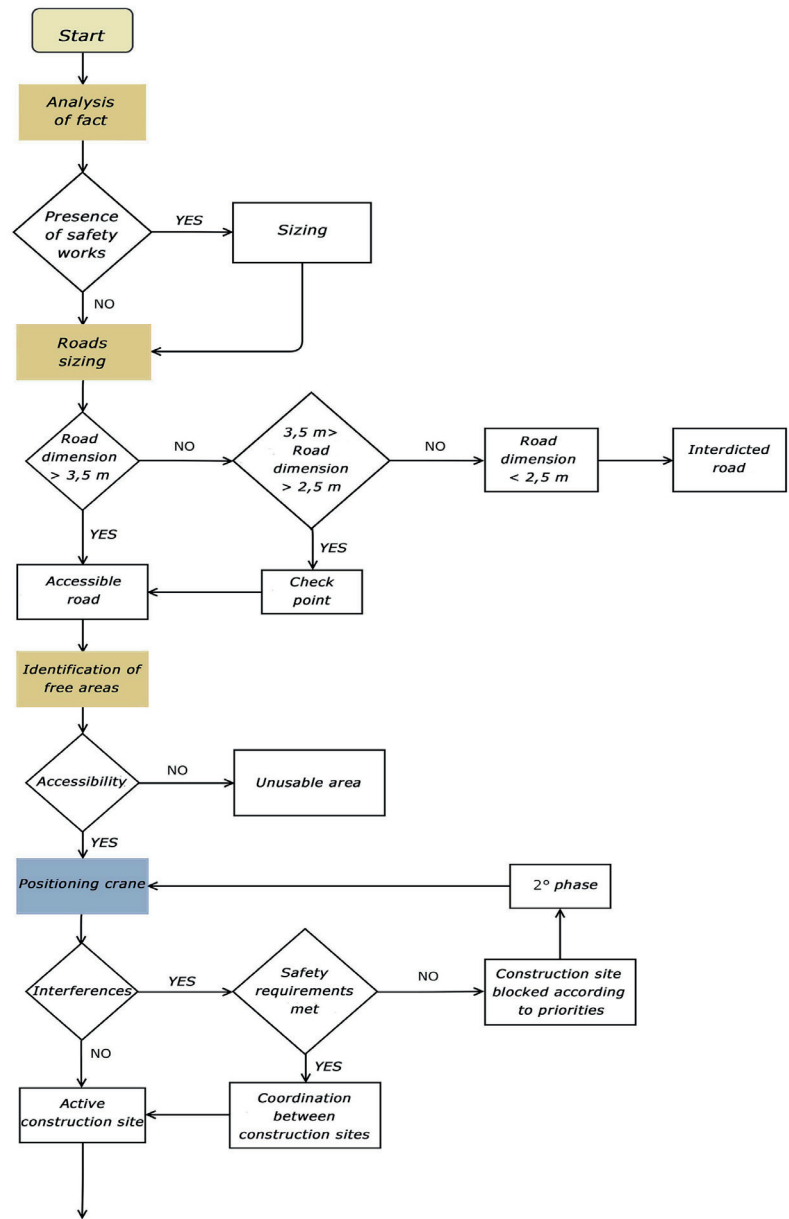 Start
Analysis
of fact
Presence
of safety
works
YES
Sizing
NO
Roads
sizing
Road
dimension
> 3,5 m
NO
3,5 m>
Road
dimension
> 2,5 m
NO
Road
dimension
< 2,5 m
Interdicted
road
YES
YES
Accessible
road
Check
point
Identification of
free areas
Accessibility
NO
Unusable area
YES
Positioning crane
2° phase
Interferences
YES
Safety
requirements
met
NO
Construction site
blocked according
to priorities
NO
YES
Active
construction site
Coordination
between
construction sites